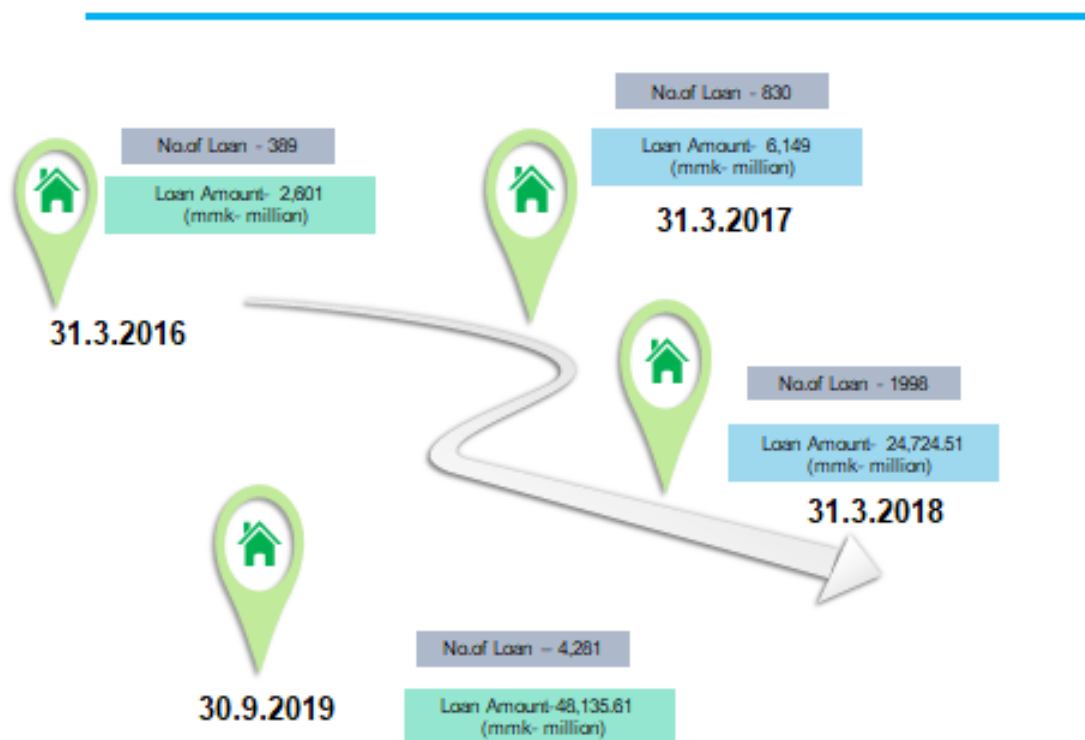 No.of Loan - 389
Loan Amount- 2,601
(mmk- million)
31.3.2016
No.of Loan - 830
Loan Amount- 6,149
(mmk- million)
31.3.2017
No.of Loan - 1998
Loan Amount- 24,724.51
(mmk- million)
31.3.2018
No.of Loan – 4,281
Loan Amount-48,135.61
(mmk- million)
30.9.2019